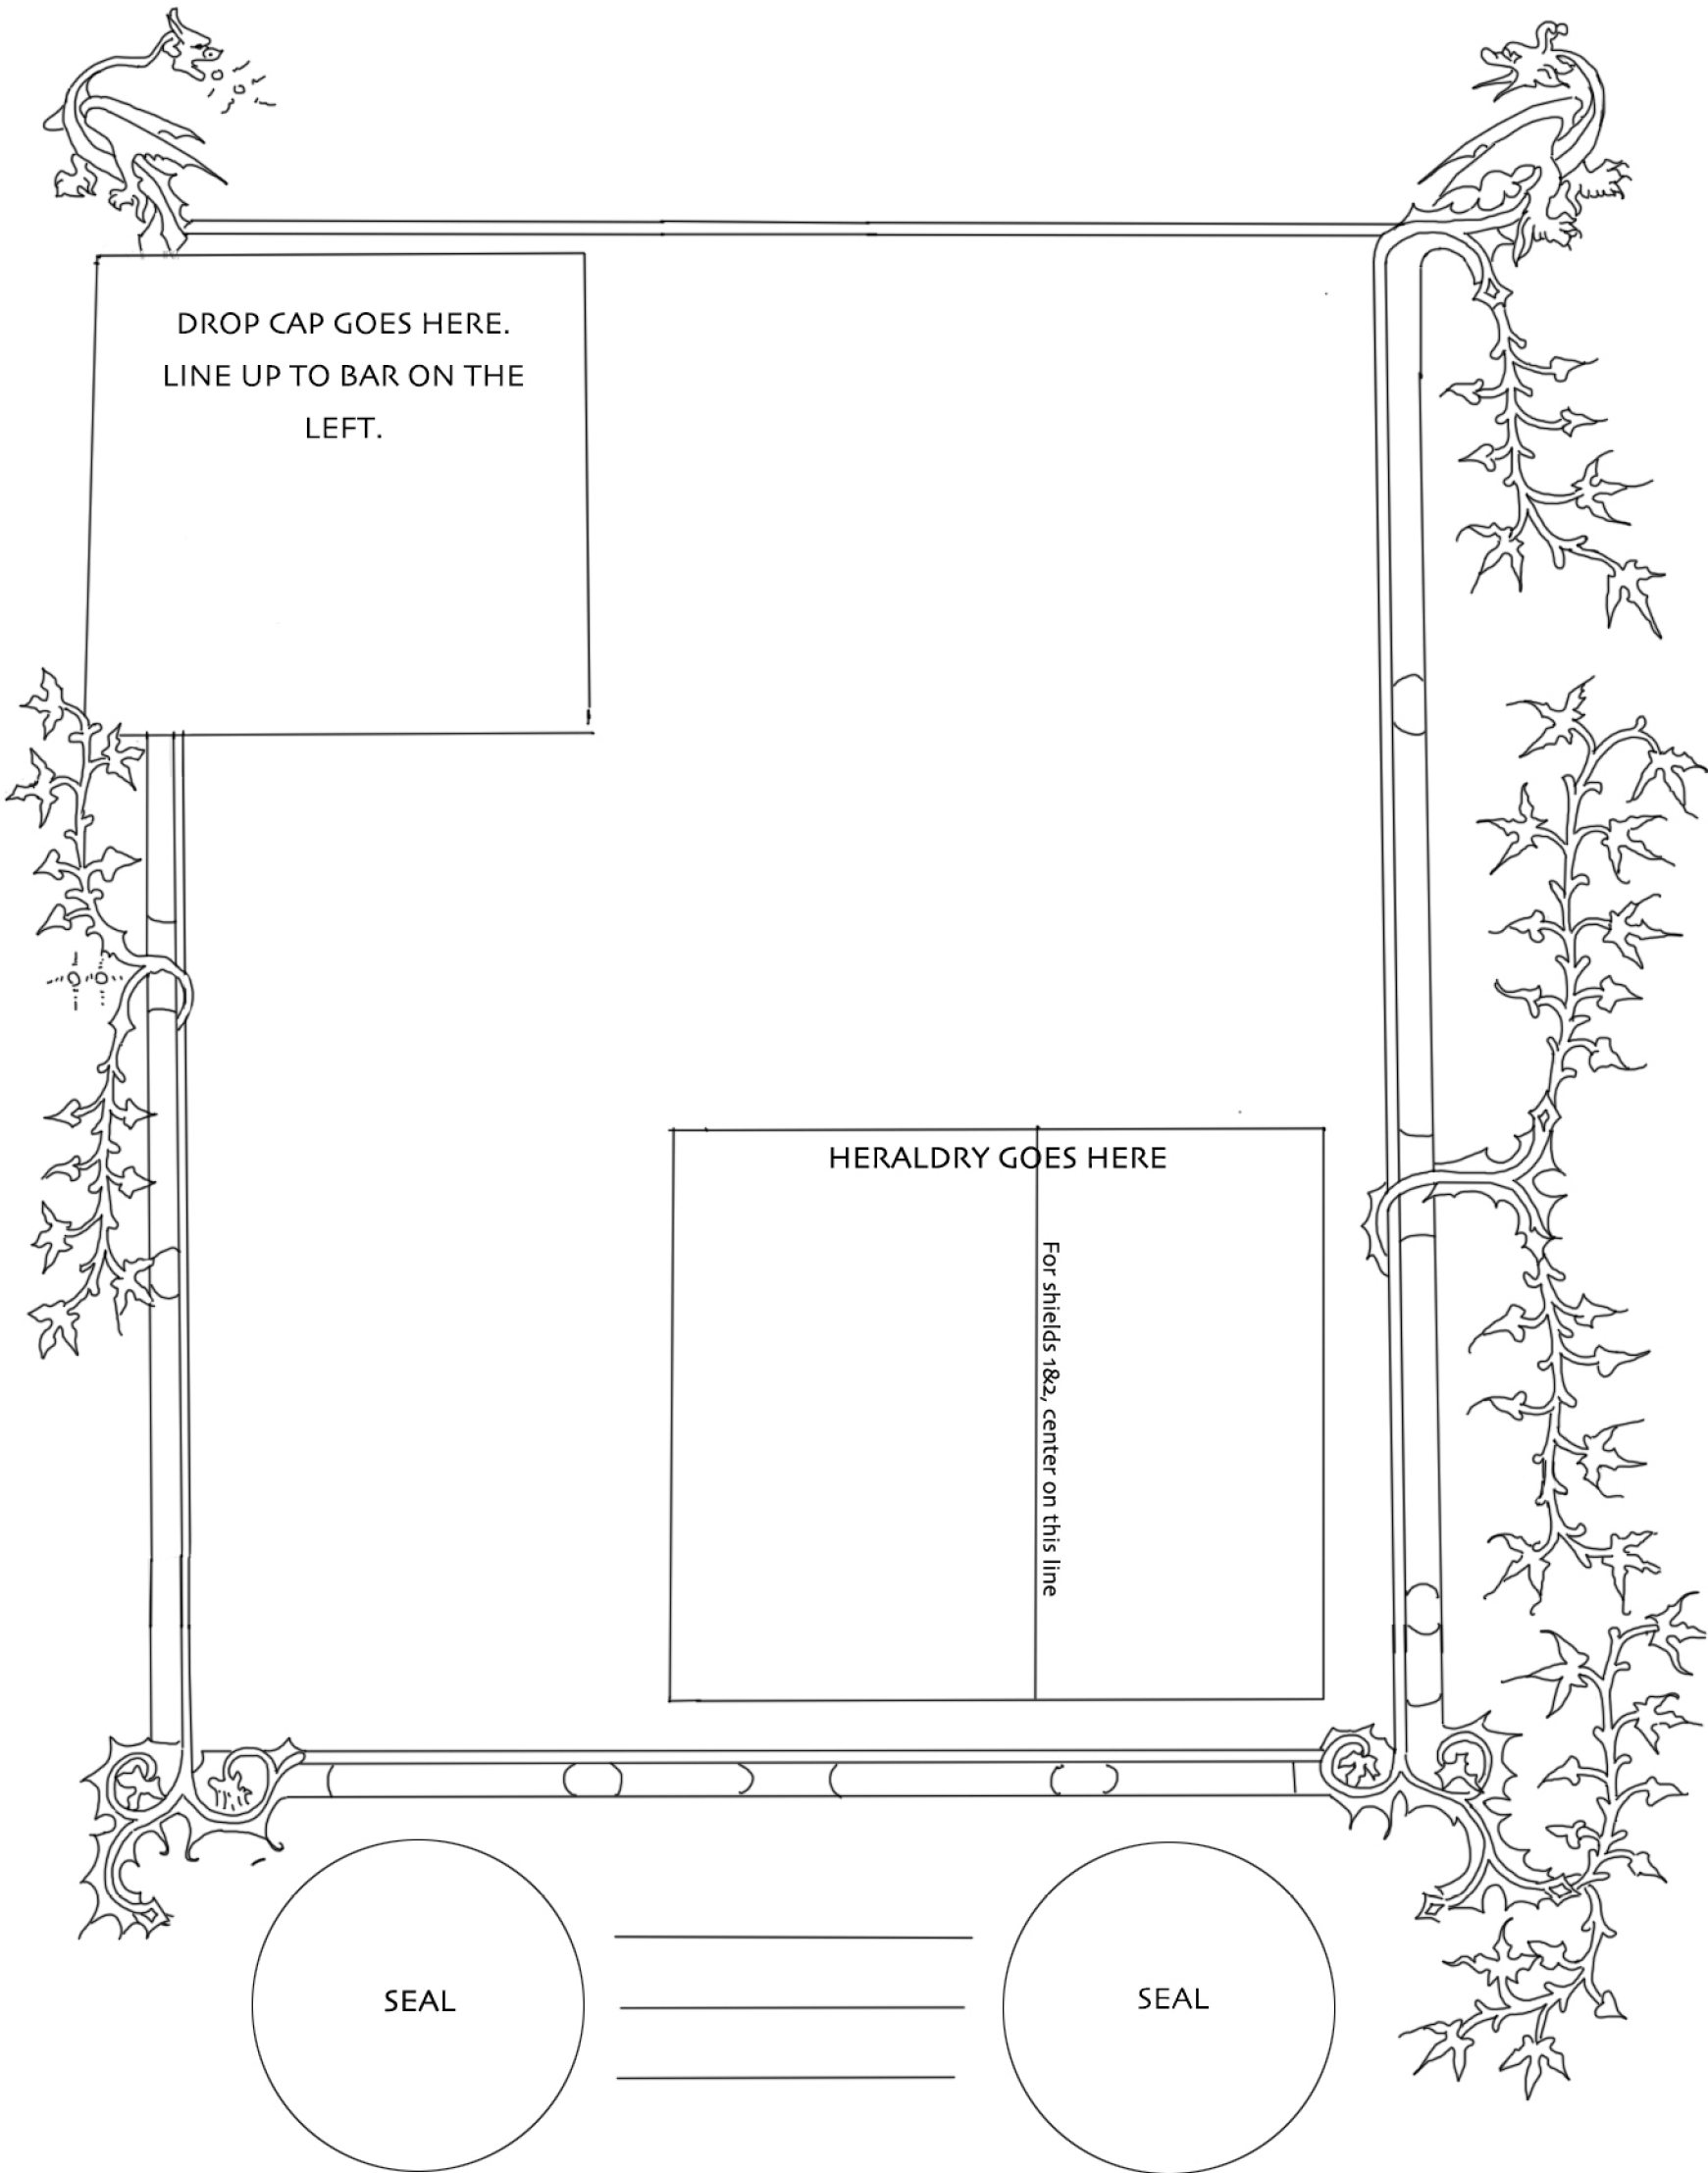 DROP CAP GOES HERE.
LINE UP TO BAR ON THE
LEFT.
HERALDRY GOES HERE
For shields 1&2, center on this line
SEAL
SEAL